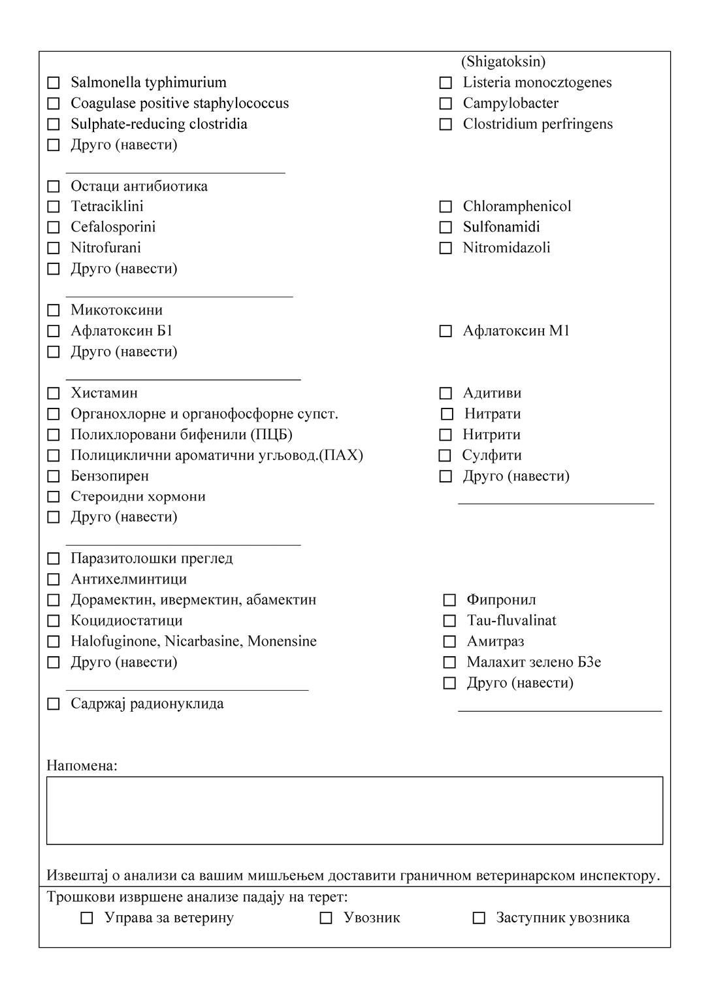 (Shigatoksin)
☐ Salmonella typhimurium ☐ Listeria monocztogenes
☐ Coagulase positive staphylococcus ☐ Campylobacter
☐ Sulphate-reducing clostridia ☐ Clostridium perfringens
☐ Друго (навести)
☐ Остаци антибиотика
☐ Tetraciklini ☐ Chloramphenicol
☐ Cefalosporini ☐ Sulfonamidi
☐ Nitrofurani ☐ Nitromidazoli
☐ Друго (навести)
☐ Микотоксини
☐ Афлатоксин Б1 ☐ Афлатоксин М1
☐ Друго (навести)
☐ Хистамин ☐ Адитиви
☐ Органохлорне и органофосфорне супст. ☐ Нитрати
☐ Полихлоровани бифенили (ПЦБ) ☐ Нитрити
☐ Полициклични ароматични угљовод.(ПАХ) ☐ Сулфити
☐ Бензопирен ☐ Друго (навести)
☐ Стероидни хормони
☐ Друго (навести)
☐ Паразитолошки преглед
☐ Антихелминтици
☐ Дорамектин, ивермектин, абамектин ☐ Фипронил
☐ Коцидиостатици ☐ Tau-fluvalinat
☐ Halofuginone, Nicarbasine, Monensine ☐ Амитраз
☐ Друго (навести) ☐ Малахит зелено БЗе
☐ Друго (навести)
☐ Садржај радионуклида
Напомена:
Извештај о анализи са вашим мишљењем доставити граничном ветеринарском инспектору.
Трошкови извршене анализе падају на терет:
☐ Управа за ветерину ☐ Увозник ☐ Заступник увозника